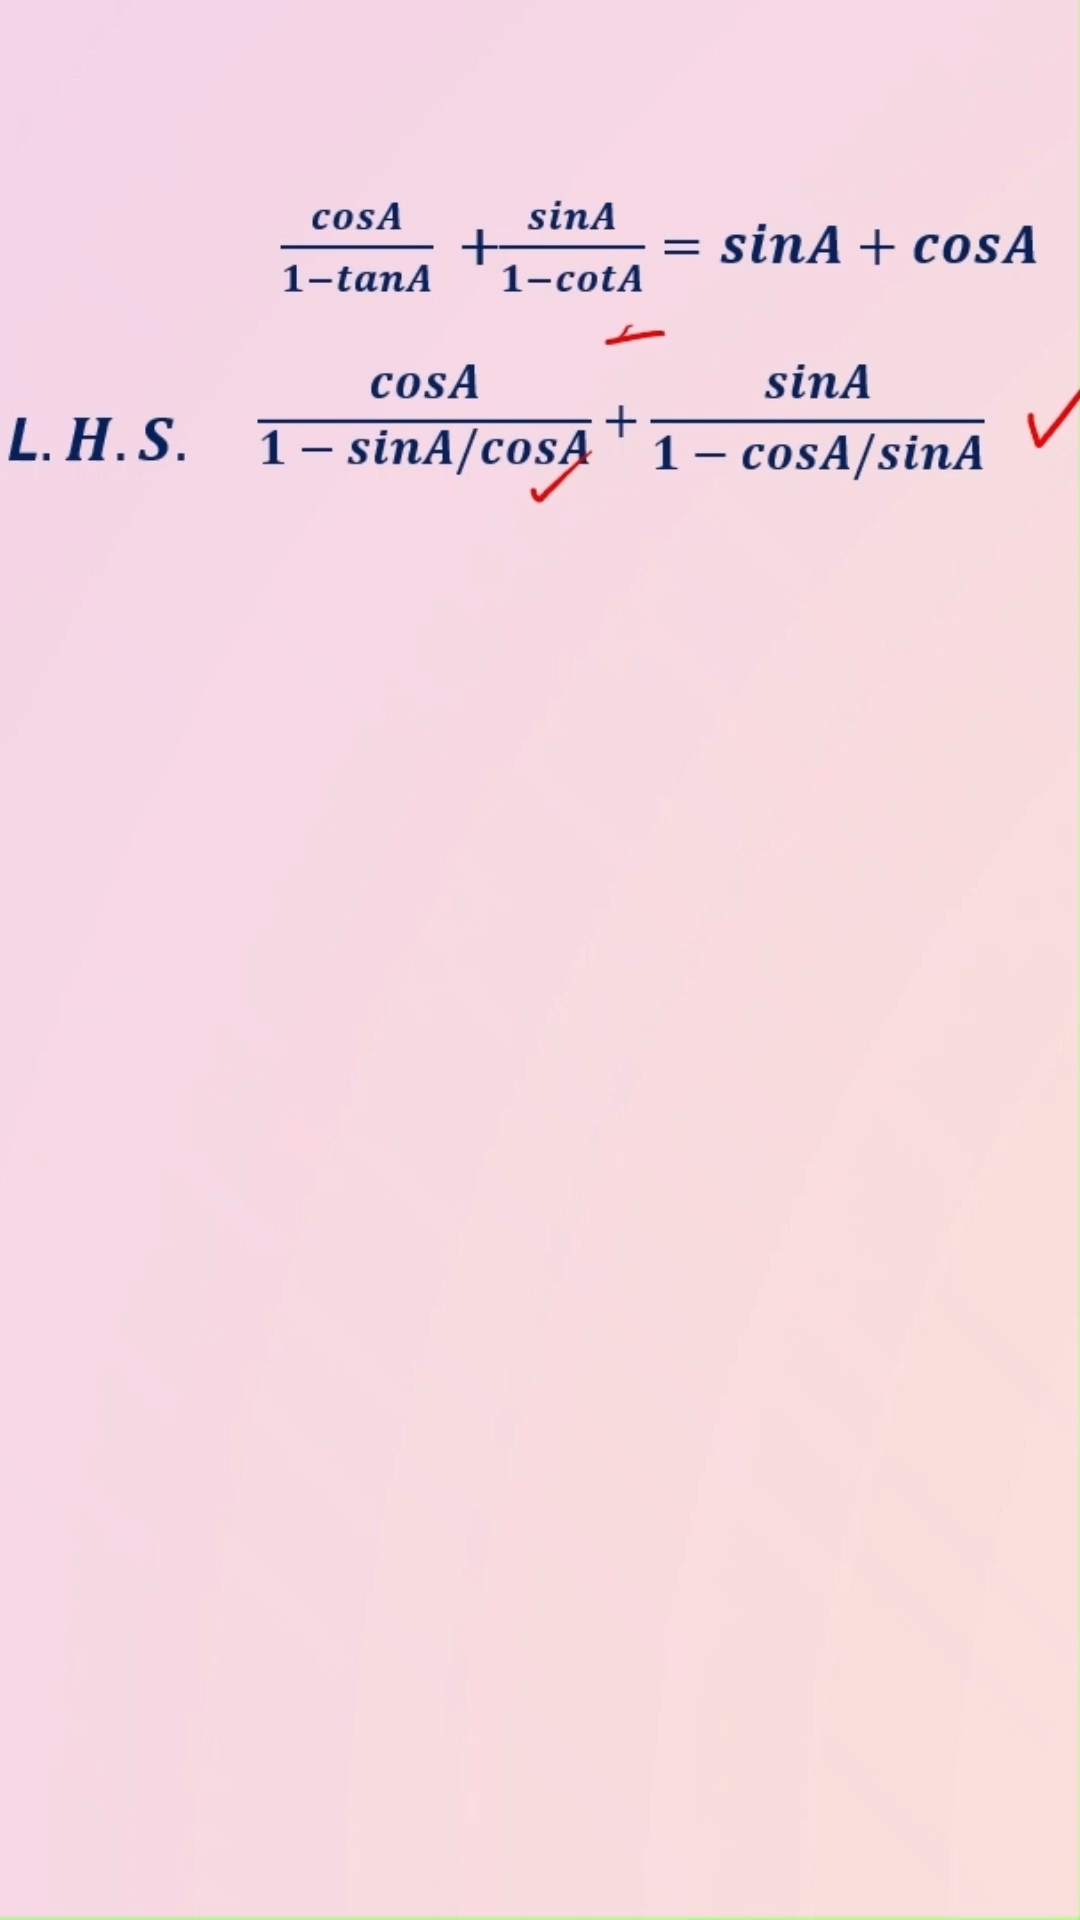 cosA/1−tanA + sinA/1−cotA = sinA + cosA
L.H.S. cosA/1 − sinA/cosA + sinA/1 − cosA/sinA